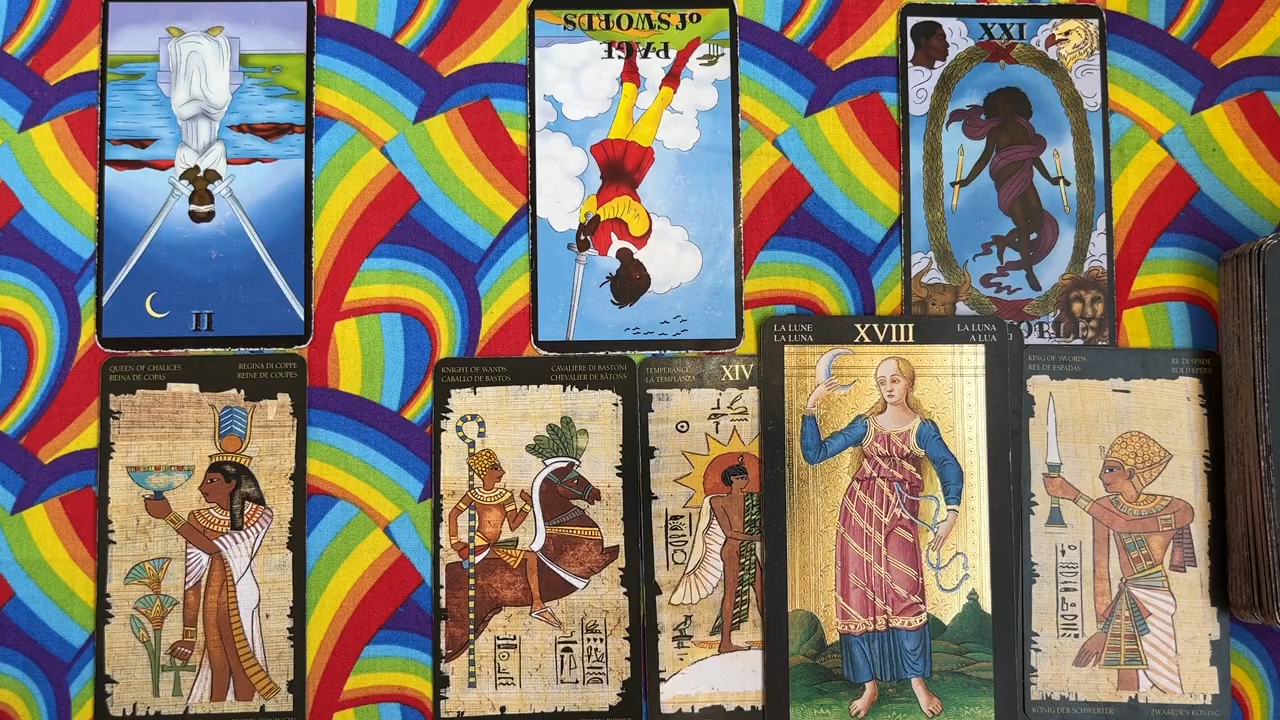 II
PAGE
of SWORDS
XXI
QUEEN OF CHALICES
REINA DE COPAS
REGINA DI COPPE
REINE DE COUPES
KNIGHT OF WANDS
CABALLO DE BASTOS
CAVALIERE DI BASTONI
CHEVALIER DE BÂTONS
TEMPERANCE
LA TEMPLANZA
XIV
LA LUNE
LA LUNA
XVIII
LA LUNA
A LUA
KING OF SWORDS
REY DE ESPADAS
RE DI SPADE
ROI D'ÉPÉES
KÖNIG DER SCHWERTER
ZWAARDEN KONING